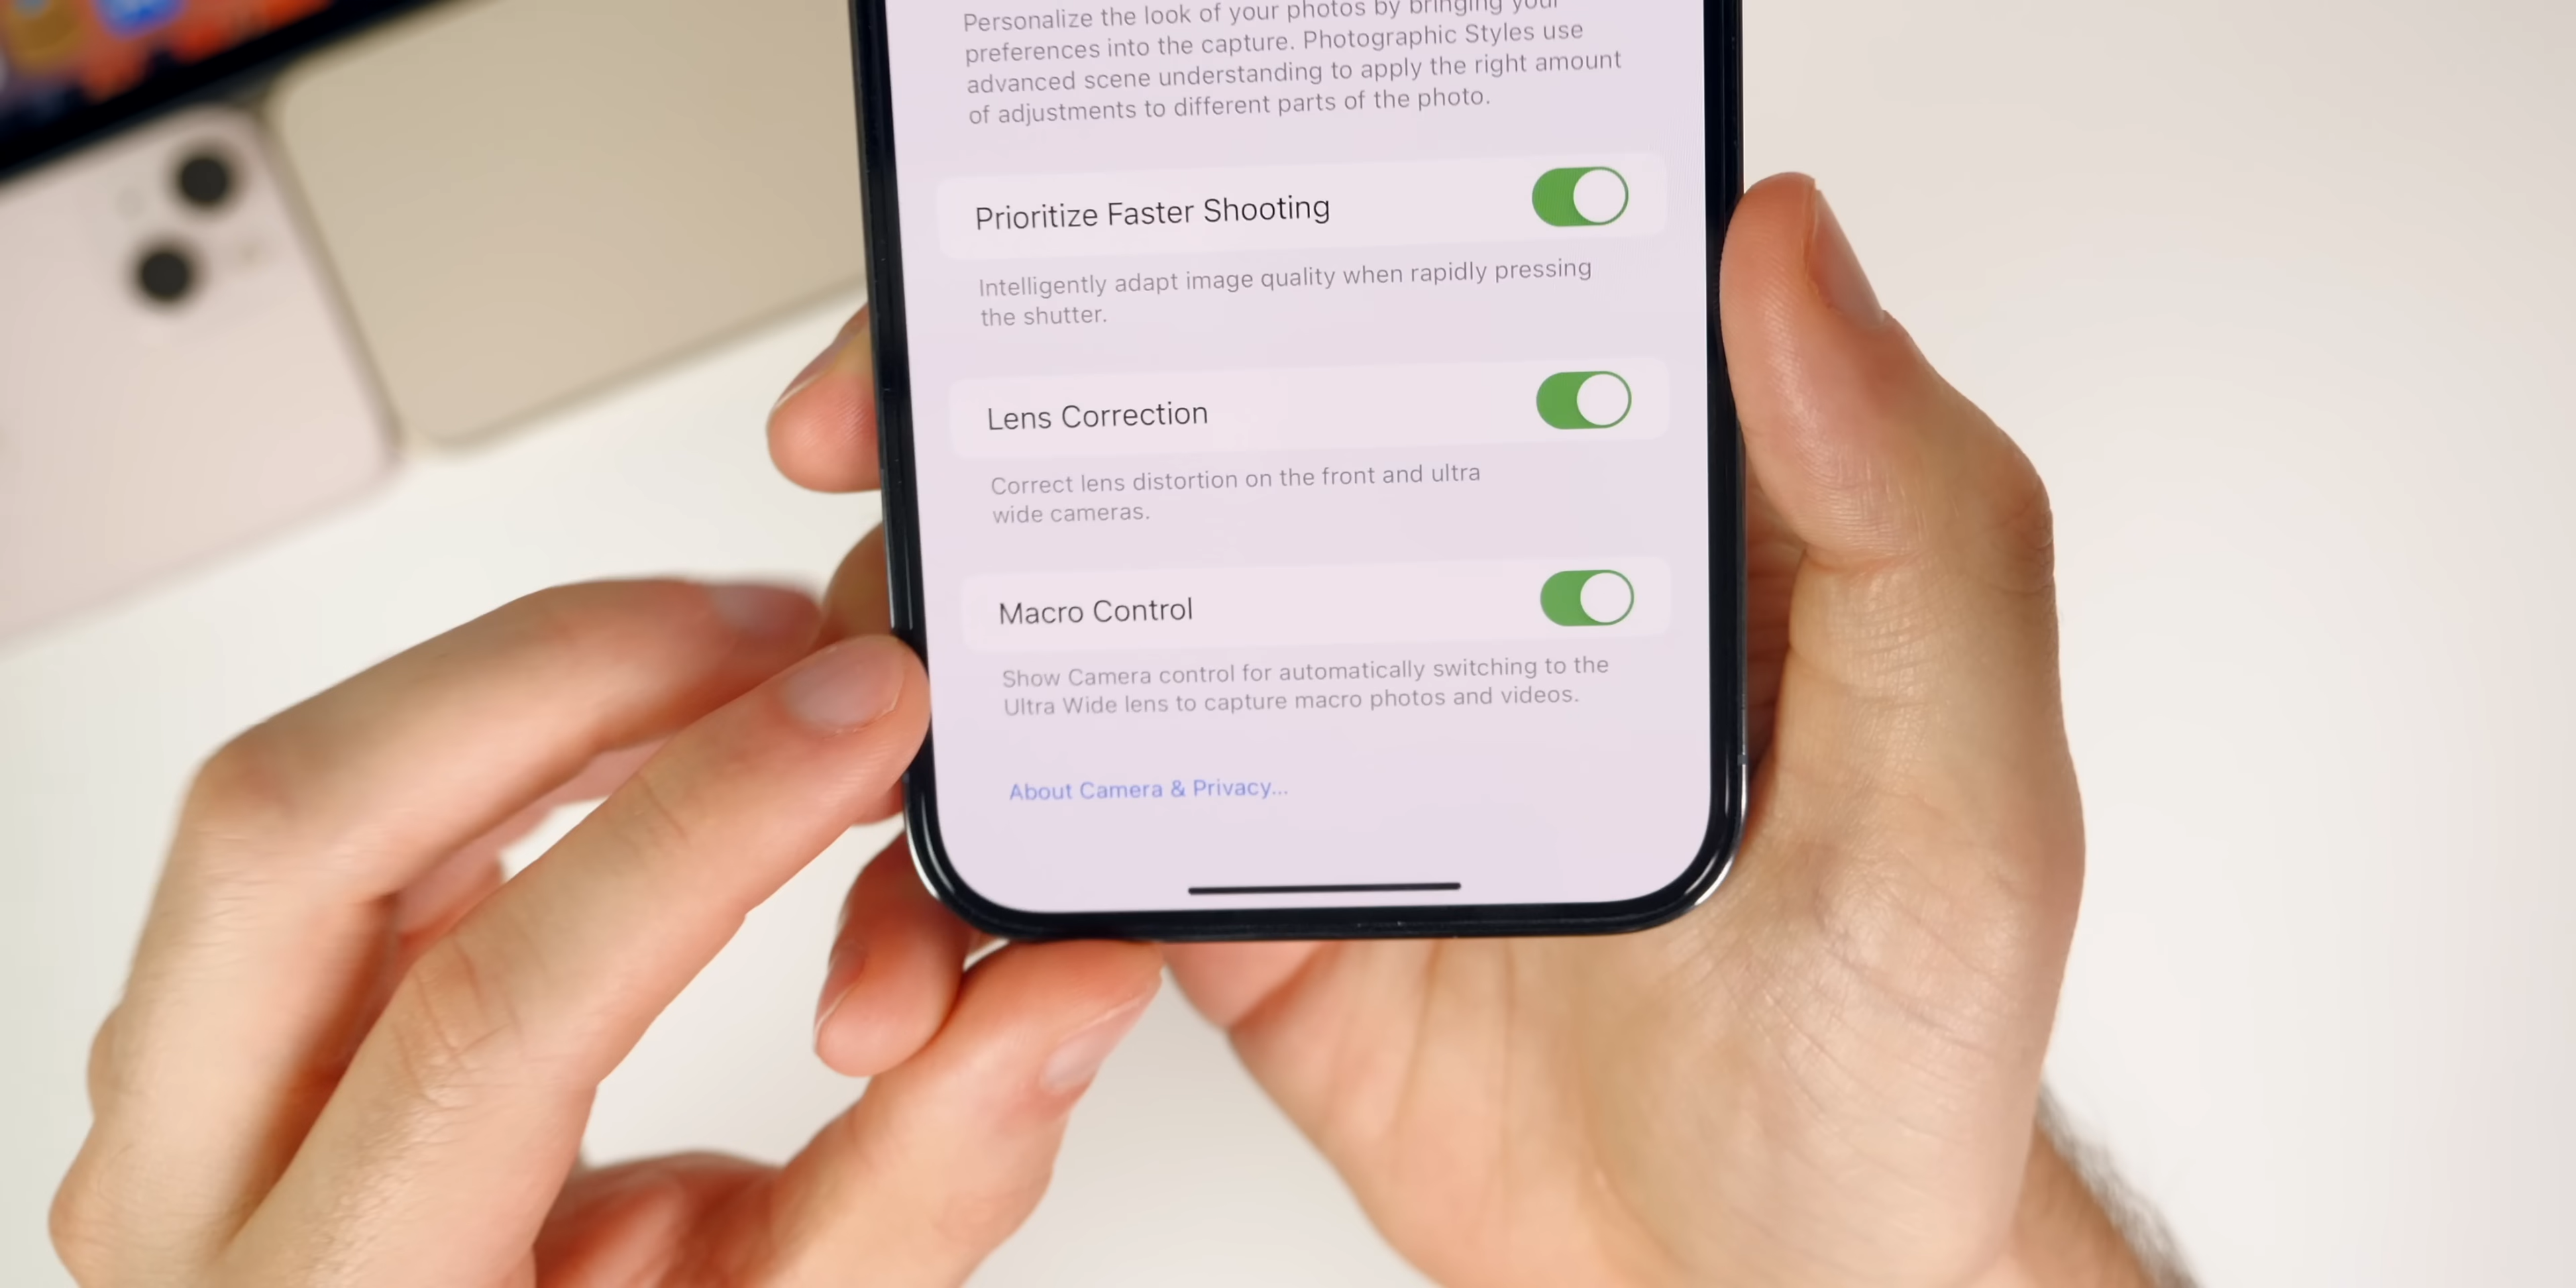 Personalize the look of your photos by bringing your
preferences into the capture. Photographic Styles use
advanced scene understanding to apply the right amount
of adjustments to different parts of the photo.
Prioritize Faster Shooting
Intelligently adapt image quality when rapidly pressing
the shutter.
Lens Correction
Correct lens distortion on the front and ultra
wide cameras.
Macro Control
Show Camera control for automatically switching to the
Ultra Wide lens to capture macro photos and videos.
About Camera & Privacy...